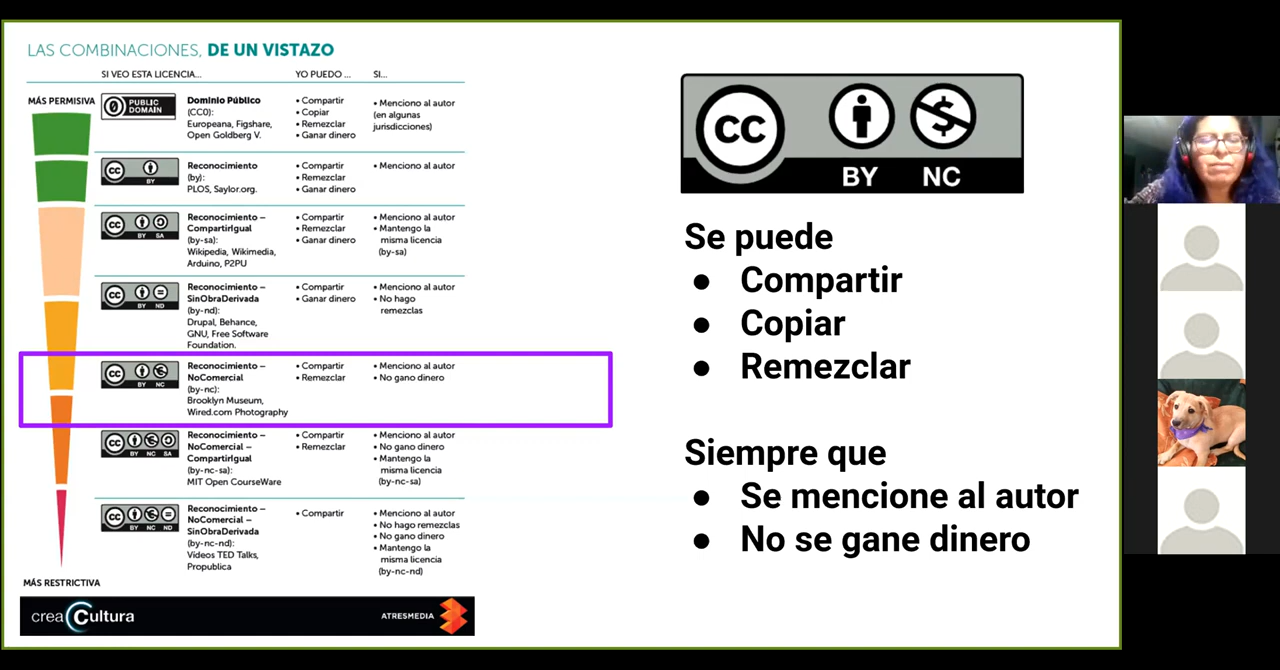 LAS COMBINACIONES, DE UN VISTAZO
SI VEO ESTA LICENCIA... YO PUEDO ... SI...
MÁS PERMISIVA
PUBLIC
DOMAIN
Dominio Público
(CC0):
Europeana, Figshare,
Open Goldberg V.
• Compartir
• Copiar
• Remezclar
• Ganar dinero
• Menciono al autor
(en algunas
jurisdicciones)
CC
BY
Reconocimiento
(by):
PLOS, Saylor.org.
• Compartir
• Remezclar
• Ganar dinero
• Menciono al autor
CC
BY SA
Reconocimiento –
CompartirIgual
(by-sa):
Wikipedia, Wikimedia,
Arduino, P2PU
• Compartir
• Remezclar
• Ganar dinero
• Menciono al autor
• Mantengo la
misma licencia
(by-sa)
CC
BY ND
Reconocimiento –
SinObraDerivada
(by-nd):
Drupal, Behance,
GNU, Free Software
Foundation.
• Compartir
• Ganar dinero
• Menciono al autor
• No hago
remezclas
CC
BY NC
Reconocimiento –
NoComercial
(by-nc):
Brooklyn Museum,
Wired.com Photography
• Compartir
• Remezclar
• Menciono al autor
• No gano dinero
CC
BY NC SA
Reconocimiento –
NoComercial –
CompartirIgual
(by-nc-sa):
MIT Open CourseWare
• Compartir
• Remezclar
• Menciono al autor
• No gano dinero
• Mantengo la
misma licencia
(by-nc-sa)
CC
BY NC ND
Reconocimiento –
NoComercial –
SinObraDerivada
(by-nc-nd):
Vídeos TED Talks,
Propublica
• Compartir
• Menciono al autor
• No hago remezclas
• No gano dinero
• Mantengo la
misma licencia
(by-nc-nd)
MÁS RESTRICTIVA
crea Cultura
ATRESMEDIA
CC
BY NC
Se puede
● Compartir
● Copiar
● Remezclar
Siempre que
● Se mencione al autor
● No se gane dinero